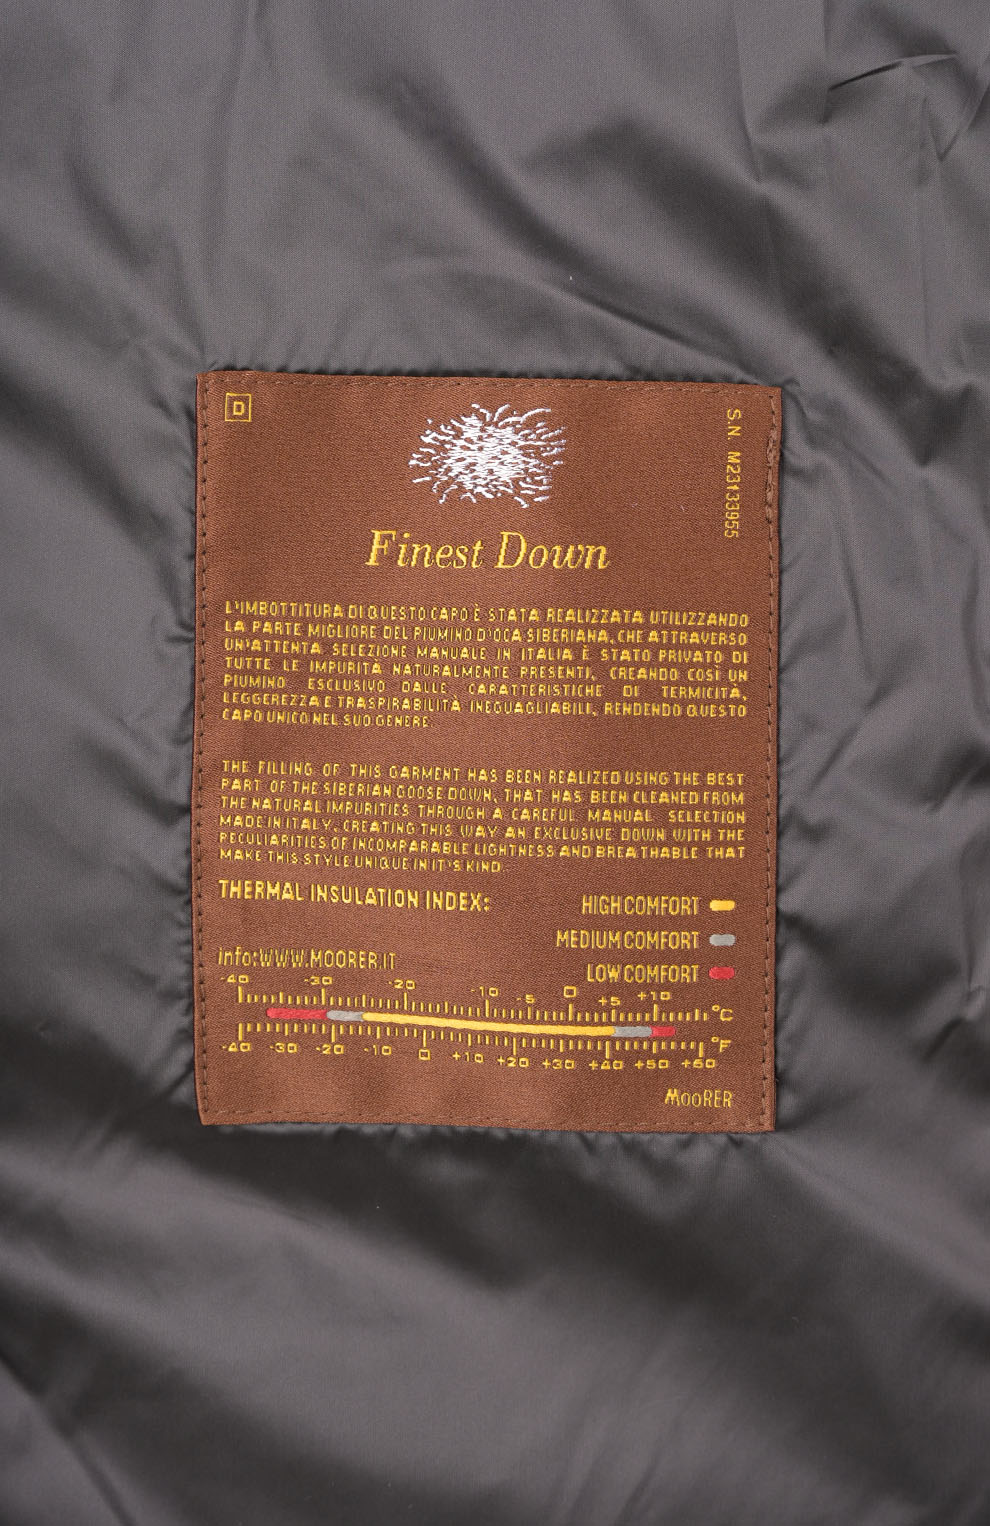 D
S.N. M23133955
Finest Down
L'IMBOTTITURA DI QUESTO CAPO È STATA REALIZZATA UTILIZZANDO
LA PARTE MIGLIORE DEL PIUMINO D'OCA SIBERIANA, CHE ATTRAVERSO
UN'ATTENTA SELEZIONE MANUALE IN ITALIA È STATO PRIVATO DI
TUTTE LE IMPURITÀ NATURALMENTE PRESENTI, CREANDO COSÌ UN
PIUMINO ESCLUSIVO DALLE CARATTERISTICHE DI TERMICITÀ,
LEGGEREZZA E TRASPIRABILITÀ INEGUAGLIABILI, RENDENDO QUESTO
CAPO UNICO NEL SUO GENERE.
THE FILLING OF THIS GARMENT HAS BEEN REALIZED USING THE BEST
PART OF THE SIBERIAN GOOSE DOWN, THAT HAS BEEN CLEANED FROM
THE NATURAL IMPURITIES THROUGH A CAREFUL MANUAL SELECTION
MADE IN ITALY, CREATING THIS WAY AN EXCLUSIVE DOWN WITH THE
PECULIARITIES OF INCOMPARABLE LIGHTNESS AND BREATHABLE THAT
MAKE THIS STYLE UNIQUE IN IT'S KIND.
THERMAL INSULATION INDEX:
HIGH COMFORT
MEDIUM COMFORT
LOW COMFORT
info:WWW.MOORER.IT
-40 -30 -20 -10 -5 0 +5 +10 °C
-40 -30 -20 -10 0 +10 +20 +30 +40 +50 +60 °F
MOORER